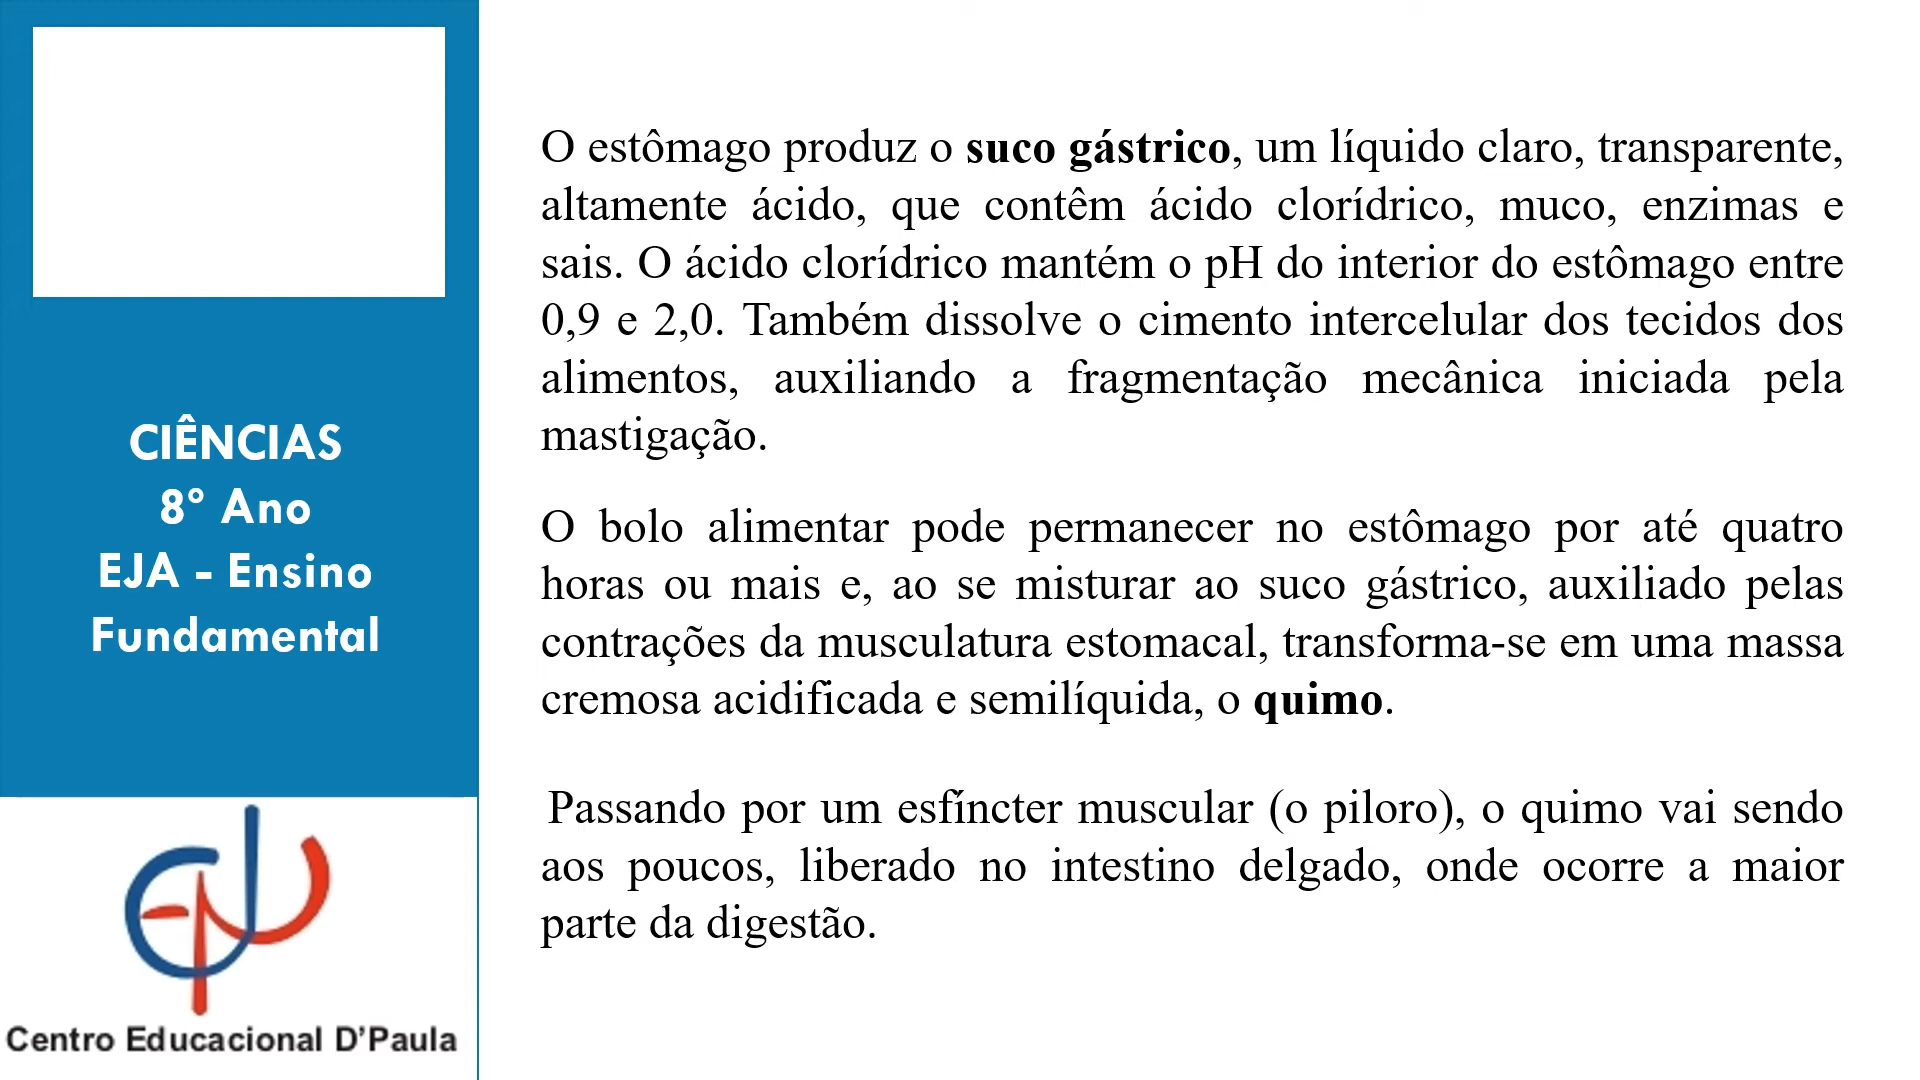 CIÊNCIAS
8º Ano
EJA - Ensino
Fundamental
Centro Educacional D'Paula
O estômago produz o suco gástrico, um líquido claro, transparente,
altamente ácido, que contêm ácido clorídrico, muco, enzimas e
sais. O ácido clorídrico mantém o pH do interior do estômago entre
0,9 e 2,0. Também dissolve o cimento intercelular dos tecidos dos
alimentos, auxiliando a fragmentação mecânica iniciada pela
mastigação.
O bolo alimentar pode permanecer no estômago por até quatro
horas ou mais e, ao se misturar ao suco gástrico, auxiliado pelas
contrações da musculatura estomacal, transforma-se em uma massa
cremosa acidificada e semilíquida, o quimo.
Passando por um esfíncter muscular (o piloro), o quimo vai sendo
aos poucos, liberado no intestino delgado, onde ocorre a maior
parte da digestão.